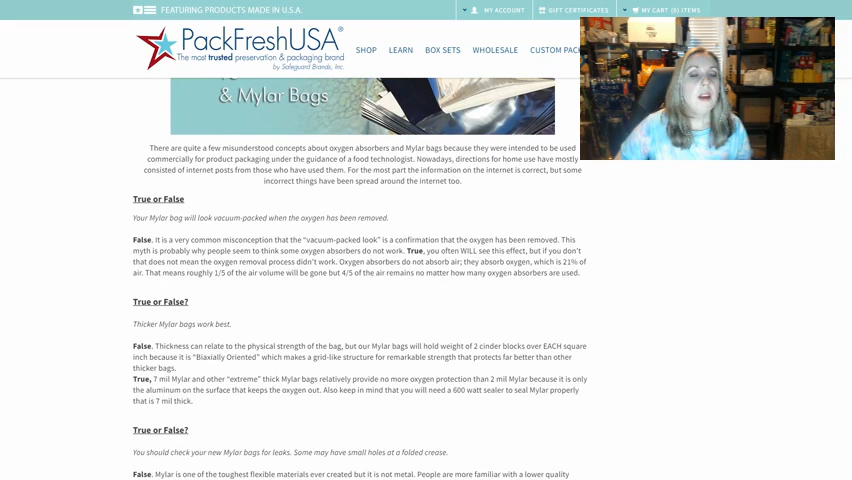 FEATURING PRODUCTS MADE IN U.S.A.
MY ACCOUNT
GIFT CERTIFICATES
MY CART (0) ITEMS
PackFreshUSA®
The most trusted preservation & packaging brand
by Safeguard Brands, Inc.
SHOP LEARN BOX SETS WHOLESALE CUSTOM PACK
& Mylar Bags
There are quite a few misunderstood concepts about oxygen absorbers and Mylar bags because they were intended to be used
commercially for product packaging under the guidance of a food technologist. Nowadays, directions for home use have mostly
consisted of internet posts from those who have used them. For the most part the information on the internet is correct, but some
incorrect things have been spread around the internet too.
True or False
Your Mylar bag will look vacuum-packed when the oxygen has been removed.
False. It is a very common misconception that the “vacuum-packed look” is a confirmation that the oxygen has been removed. This
myth is probably why people seem to think some oxygen absorbers do not work. True, you often WILL see this effect, but if you don’t
that does not mean the oxygen removal process didn’t work. Oxygen absorbers do not absorb air; they absorb oxygen, which is 21% of
air. That means roughly 1/5 of the air volume will be gone but 4/5 of the air remains no matter how many oxygen absorbers are used.
True or False?
Thicker Mylar bags work best.
False. Thickness can relate to the physical strength of the bag, but our Mylar bags will hold weight of 2 cinder blocks over EACH square
inch because it is “Biaxially Oriented” which makes a grid-like structure for remarkable strength that protects far better than other
thicker bags.
True, 7 mil Mylar and other “extreme” thick Mylar bags relatively provide no more oxygen protection than 2 mil Mylar because it is only
the aluminum on the surface that keeps the oxygen out. Also keep in mind that you will need a 600 watt sealer to seal Mylar properly
that is 7 mil thick.
True or False?
You should check your new Mylar bags for leaks. Some may have small holes at a folded crease.
False. Mylar is one of the toughest flexible materials ever created but it is not metal. People are more familiar with a lower quality